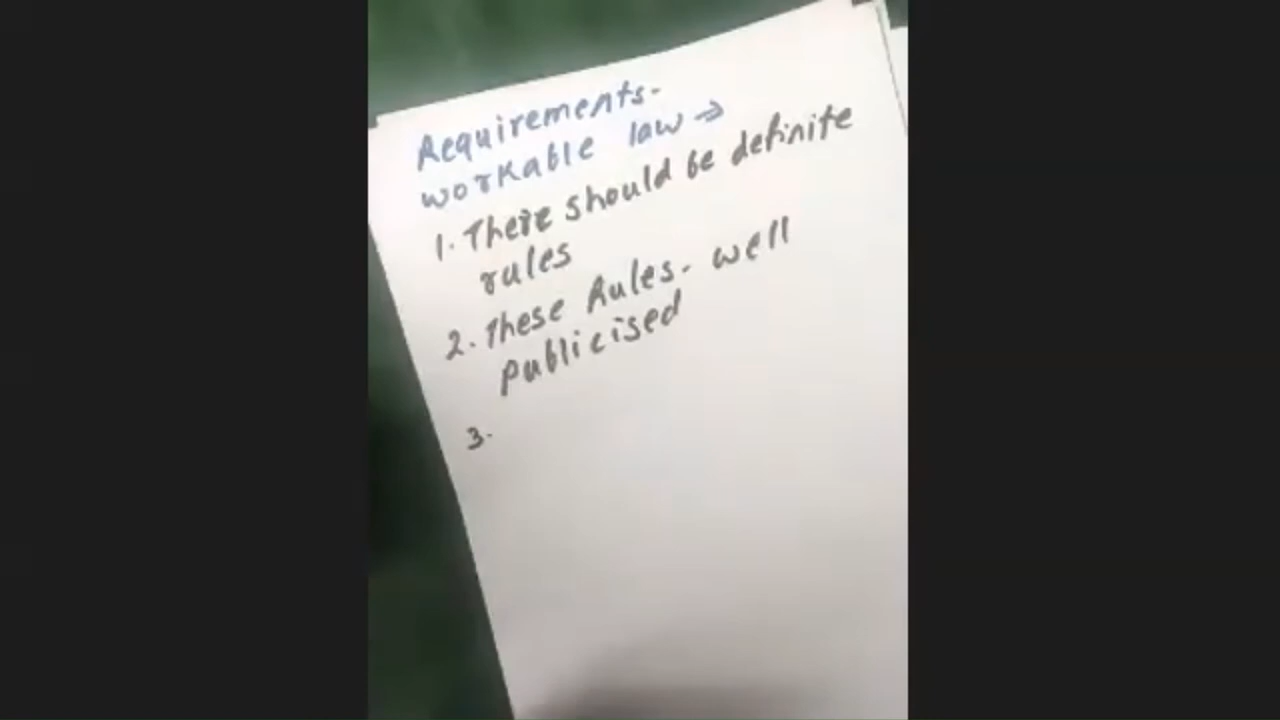 Requirements-
workable law ⇒
1. There should be definite
rules
2. These Rules- well
publicised
3.